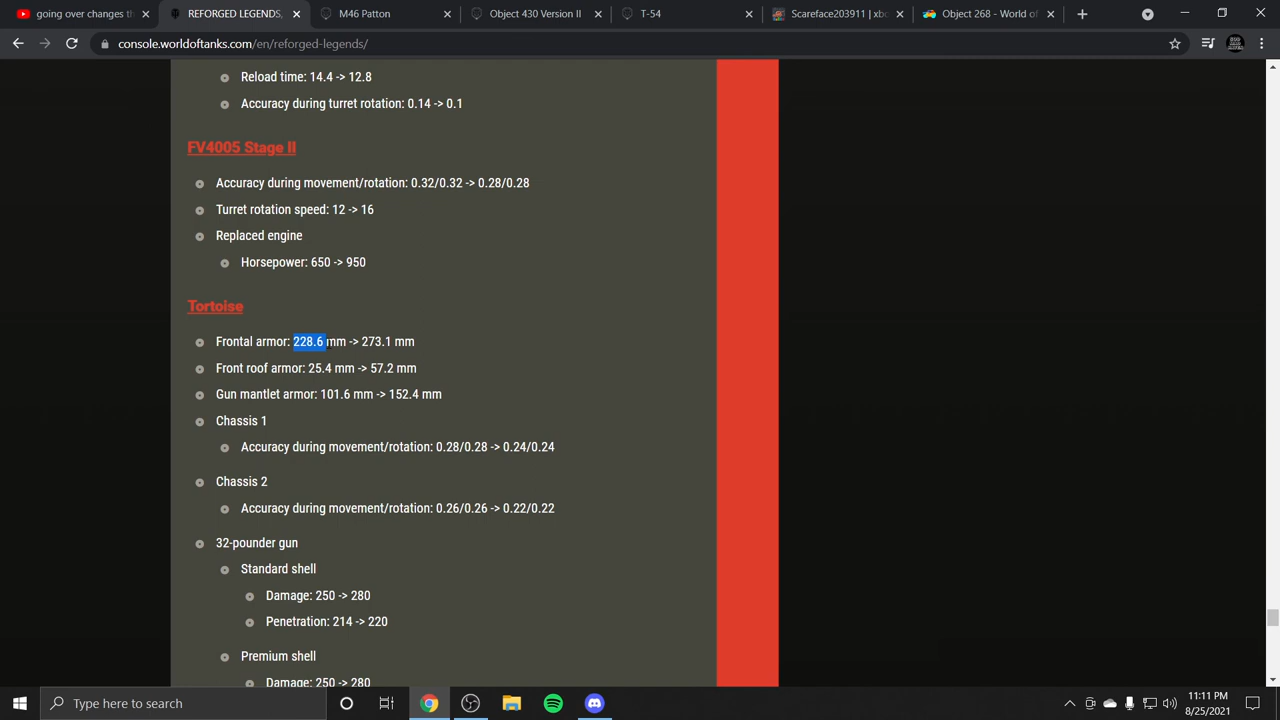 going over changes th
REFORGED LEGENDS,
M46 Patton
Object 430 Version II
T-54
Scareface203911 | xbo
Object 268 - World of
console.worldoftanks.com/en/reforged-legends/
Reload time: 14.4 -> 12.8
Accuracy during turret rotation: 0.14 -> 0.1
FV4005 Stage II
Accuracy during movement/rotation: 0.32/0.32 -> 0.28/0.28
Turret rotation speed: 12 -> 16
Replaced engine
Horsepower: 650 -> 950
Tortoise
Frontal armor: 228.6 mm -> 273.1 mm
Front roof armor: 25.4 mm -> 57.2 mm
Gun mantlet armor: 101.6 mm -> 152.4 mm
Chassis 1
Accuracy during movement/rotation: 0.28/0.28 -> 0.24/0.24
Chassis 2
Accuracy during movement/rotation: 0.26/0.26 -> 0.22/0.22
32-pounder gun
Standard shell
Damage: 250 -> 280
Penetration: 214 -> 220
Premium shell
Damage: 250 -> 280
Type here to search
11:11 PM
8/25/2021